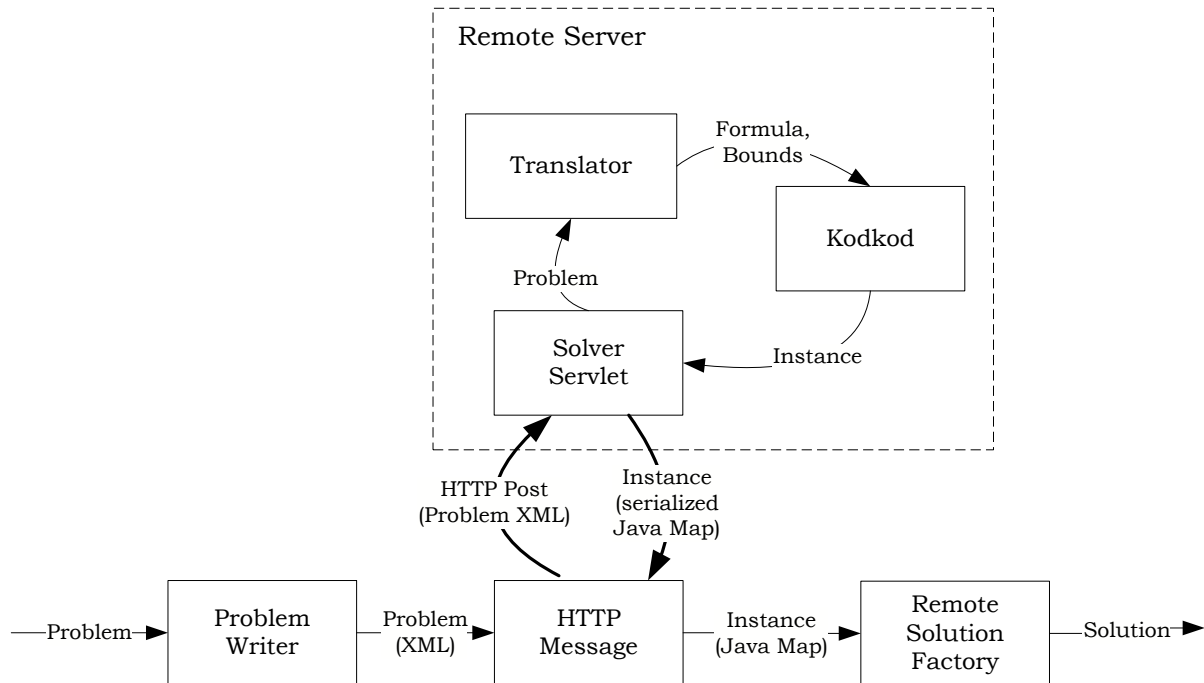 Remote Server
Translator
Formula,
Bounds
Kodkod
Problem
Solver
Servlet
Instance
HTTP Post
(Problem XML)
Instance
(serialized
Java Map)
Problem
Problem
Writer
Problem
(XML)
HTTP
Message
Instance
(Java Map)
Remote
Solution
Factory
Solution